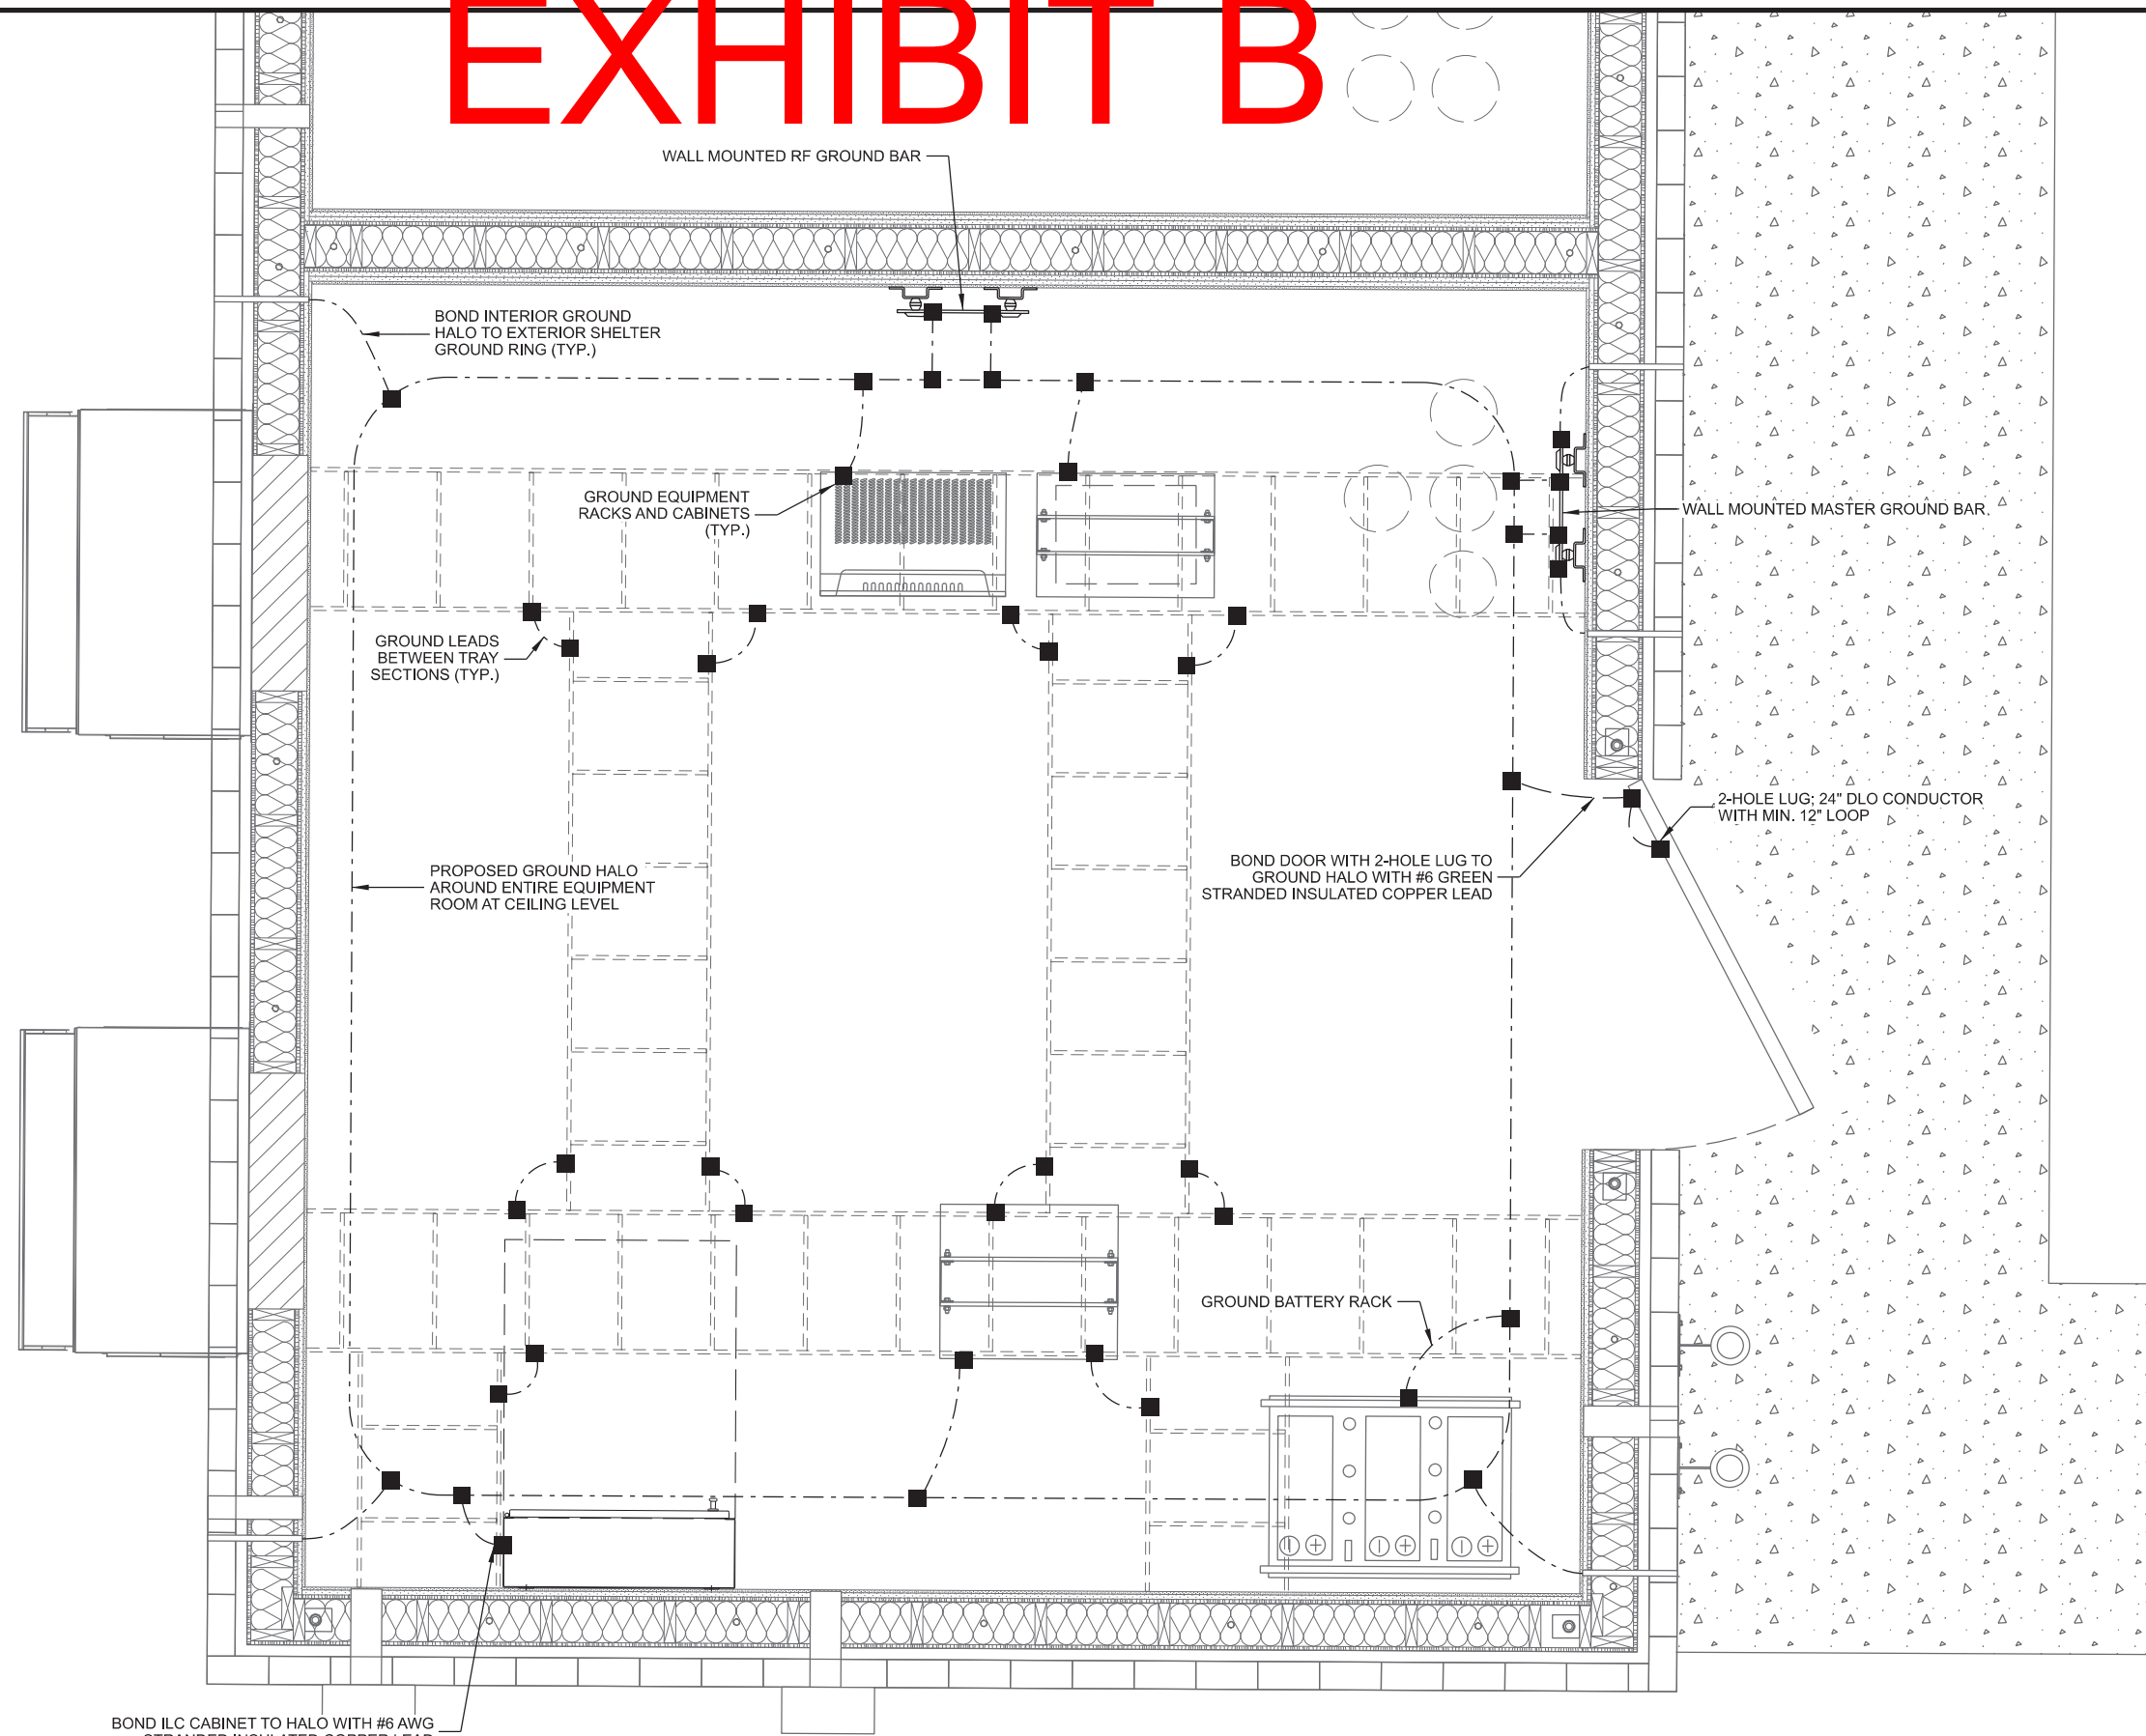 EXHIBIT B
WALL MOUNTED RF GROUND BAR
BOND INTERIOR GROUND
HALO TO EXTERIOR SHELTER
GROUND RING (TYP.)
GROUND EQUIPMENT
RACKS AND CABINETS
(TYP.)
WALL MOUNTED MASTER GROUND BAR
GROUND LEADS
BETWEEN TRAY
SECTIONS (TYP.)
2-HOLE LUG; 24" DLO CONDUCTOR
WITH MIN. 12" LOOP
PROPOSED GROUND HALO
AROUND ENTIRE EQUIPMENT
ROOM AT CEILING LEVEL
BOND DOOR WITH 2-HOLE LUG TO
GROUND HALO WITH #6 GREEN
STRANDED INSULATED COPPER LEAD
GROUND BATTERY RACK
BOND ILC CABINET TO HALO WITH #6 AWG
STRANDED INSULATED COPPER LEAD